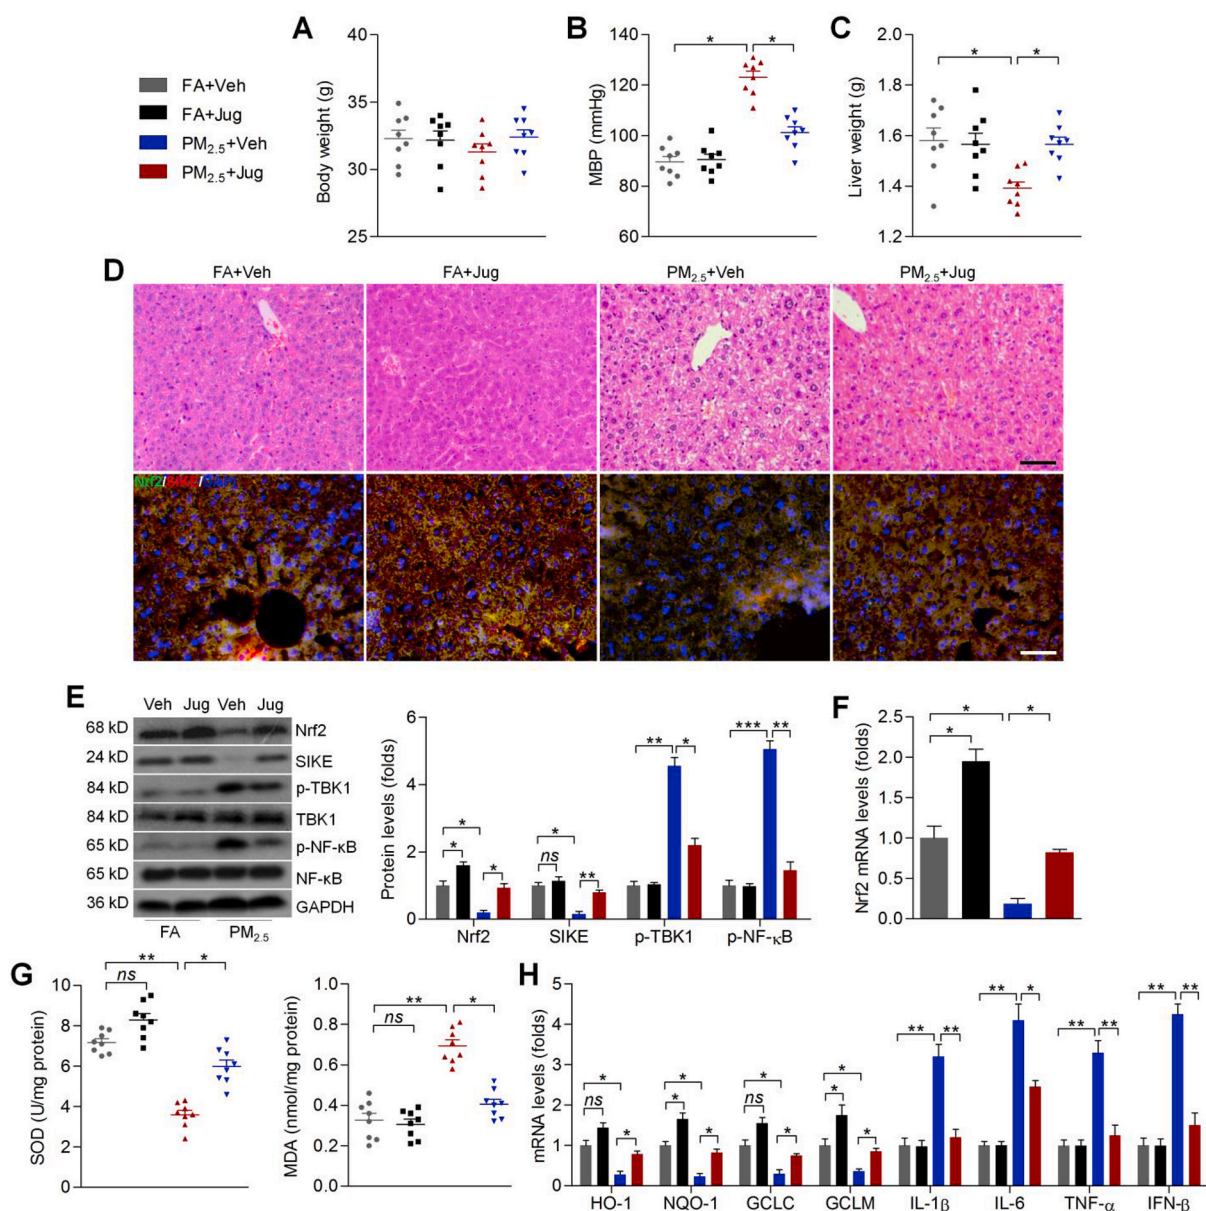 FA+Veh
FA+Jug
PM2.5+Veh
PM2.5+Jug
A
Body weight (g)
35
30
25
B
MBP (mmHg)
140
120
100
80
60
*
*
C
Liver weight (g)
2.0
1.8
1.6
1.4
1.2
*
*
D
FA+Veh
FA+Jug
PM2.5+Veh
PM2.5+Jug
Nrf2/SIKE/DAPI
E
Veh Jug Veh Jug
68 kD Nrf2
24 kD SIKE
84 kD p-TBK1
84 kD TBK1
65 kD p-NF-κB
65 kD NF-κB
36 kD GAPDH
FA PM2.5
Protein levels (folds)
6
4
2
0
*
*
*
*
ns
**
**
*
***
**
Nrf2 SIKE p-TBK1 p-NF-κB
F
Nrf2 mRNA levels (folds)
2.5
2.0
1.5
1.0
0.5
0.0
*
*
*
G
SOD (U/mg protein)
10
8
6
4
2
0
**
*
ns
MDA (nmol/mg protein)
1.0
0.8
0.6
0.4
0.2
0.0
**
*
ns
H
mRNA levels (folds)
5
4
3
2
1
0
*
ns
*
*
*
*
*
ns
*
*
*
*
**
**
**
*
**
**
**
**
HO-1 NQO-1 GCLC GCLM IL-1β IL-6 TNF-α IFN-β